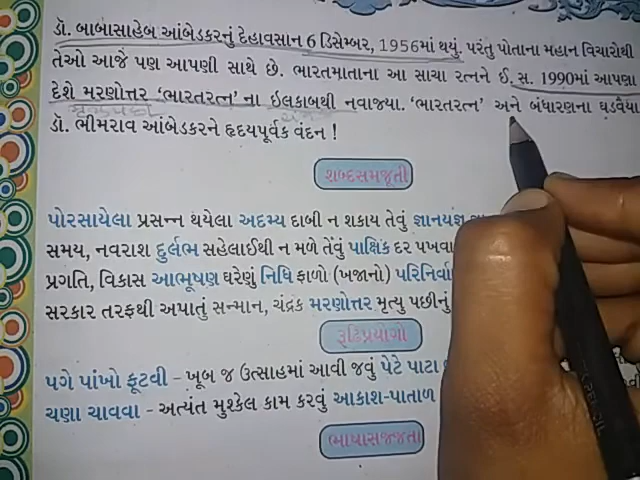 ડૉ. બાબાસાહેબ આંબેડકરનું દેહાવસાન 6 ડિસેમ્બર, 1956માં થયું. પરંતુ પોતાના મહાન વિચારોથી
તેઓ આજે પણ આપણી સાથે છે. ભારતમાતાના આ સાચા રત્નને ઈ. સ. 1990માં આપણા
દેશે મરણોત્તર ‘ભારતરત્ન’ ના ઇલકાબથી નવાજ્યા. ‘ભારતરત્ન’ અને બંધારણના ઘડવૈયા
ડૉ. ભીમરાવ આંબેડકરને હૃદયપૂર્વક વંદન !
શબ્દસમજૂતી
પોરસાયેલા પ્રસન્ન થયેલા અદમ્ય દાબી ન શકાય તેવું જ્ઞાનયજ્ઞ
સમય, નવરાશ દુર્લભ સહેલાઈથી ન મળે તેવું પાક્ષિક દર પખવા
પ્રગતિ, વિકાસ આભૂષણ ઘરેણું નિધિ ફાળો (ખજાનો) પરિનિર્વા
સરકાર તરફથી અપાતું સન્માન, ચંદ્રક મરણોત્તર મૃત્યુ પછીનું
રૂઢિપ્રયોગો
પગે પાંખો ફૂટવી – ખૂબ જ ઉત્સાહમાં આવી જવું પેટે પાટા
ચણા ચાવવા - અત્યંત મુશ્કેલ કામ કરવું આકાશ-પાતાળ
ભાષાસજ્જતા